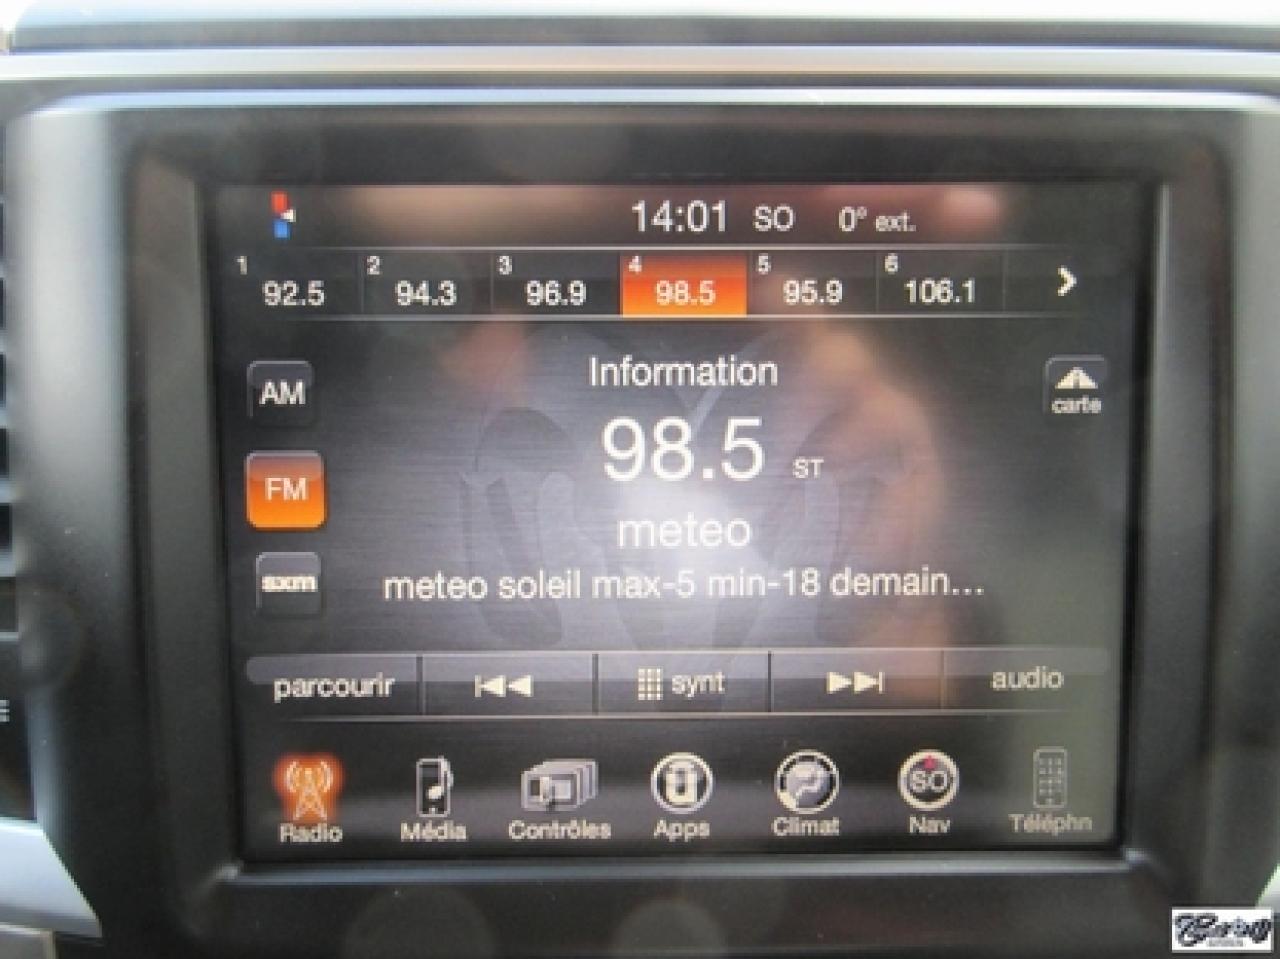 14:01 SO 0° ext.
1 92.5 2 94.3 3 96.9 4 98.5 5 95.9 6 106.1
Information
AM
carte
98.5 ST
FM
meteo
sxm
meteo soleil max-5 min-18 demain...
parcourir synt audio
SO
Radio Média Contrôles Apps Climat Nav Téléphn